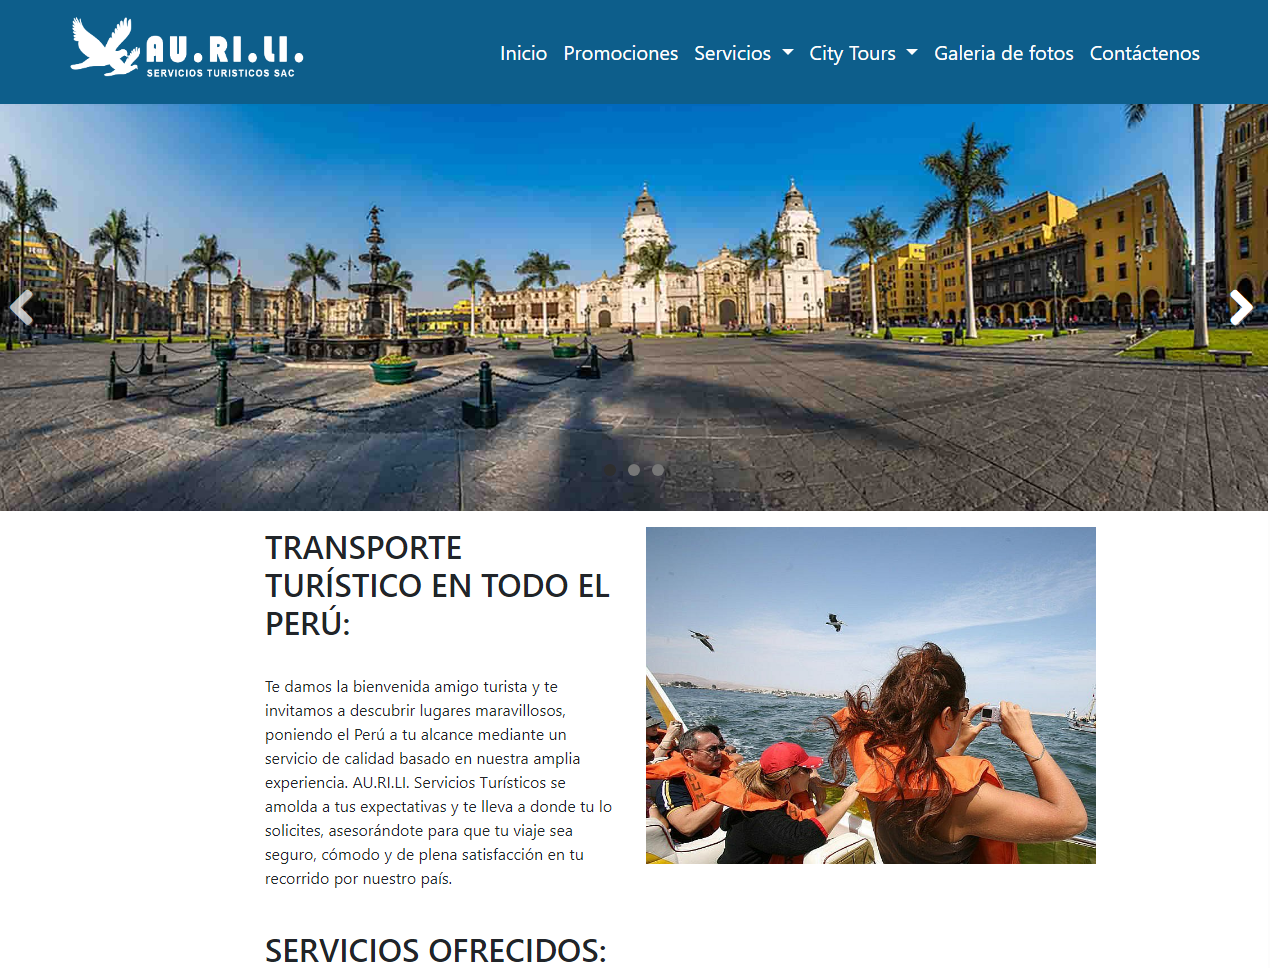 AU.RI.LI.
SERVICIOS TURISTICOS SAC
Inicio Promociones Servicios City Tours Galeria de fotos Contáctenos
TRANSPORTE
TURÍSTICO EN TODO EL
PERÚ:
Te damos la bienvenida amigo turista y te
invitamos a descubrir lugares maravillosos,
poniendo el Perú a tu alcance mediante un
servicio de calidad basado en nuestra amplia
experiencia. AU.RI.LI. Servicios Turísticos se
amolda a tus expectativas y te lleva a donde tu lo
solicites, asesorándote para que tu viaje sea
seguro, cómodo y de plena satisfacción en tu
recorrido por nuestro país.
SERVICIOS OFRECIDOS: